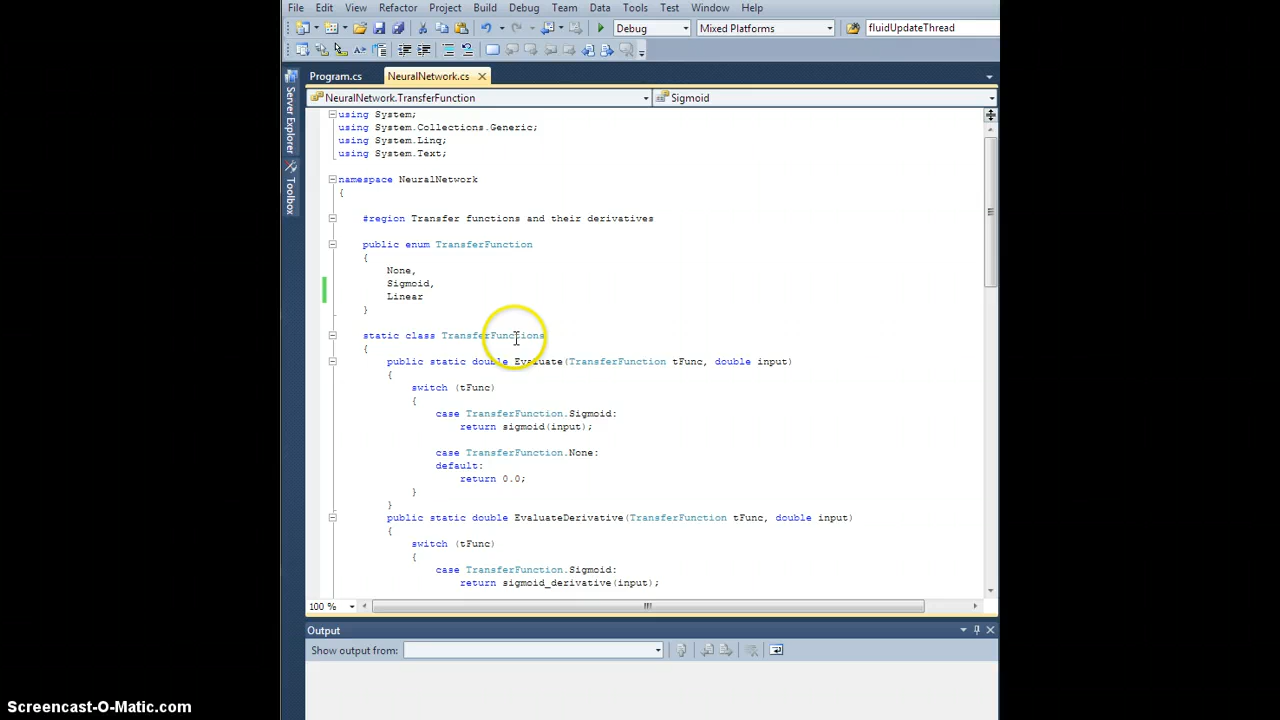 File Edit View Refactor Project Build Debug Team Data Tools Test Window Help
Debug Mixed Platforms fluidUpdateThread
Program.cs NeuralNetwork.cs
NeuralNetwork.TransferFunction Sigmoid
Server Explorer
Toolbox
using System;
using System.Collections.Generic;
using System.Linq;
using System.Text;
namespace NeuralNetwork
{
#region Transfer functions and their derivatives
public enum TransferFunction
{
None,
Sigmoid,
Linear
}
static class TransferFunctions
{
public static double Evaluate(TransferFunction tFunc, double input)
{
switch (tFunc)
{
case TransferFunction.Sigmoid:
return sigmoid(input);
case TransferFunction.None:
default:
return 0.0;
}
}
public static double EvaluateDerivative(TransferFunction tFunc, double input)
{
switch (tFunc)
{
case TransferFunction.Sigmoid:
return sigmoid_derivative(input);
100 %
Output
Show output from:
Screencast-O-Matic.com